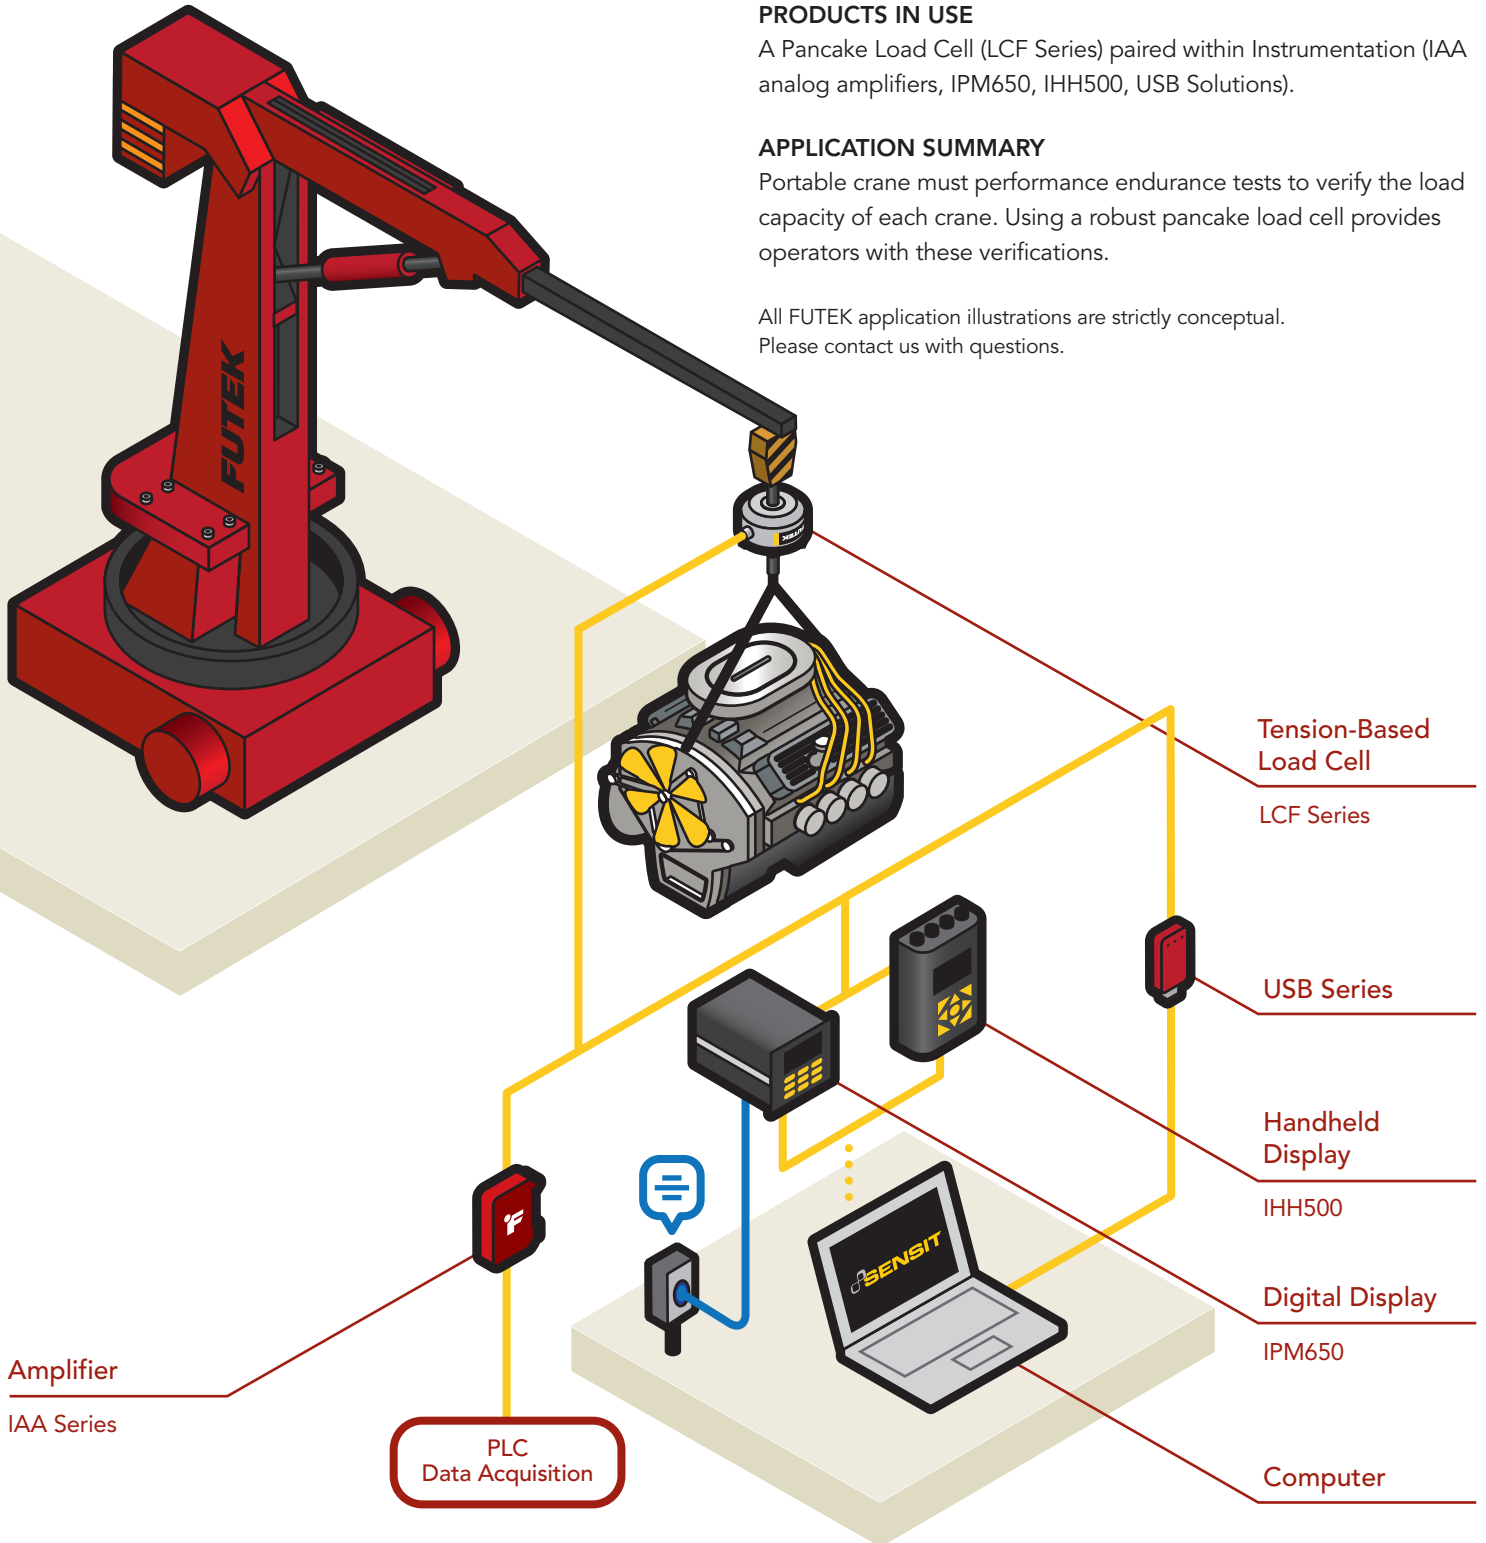 PRODUCTS IN USE
A Pancake Load Cell (LCF Series) paired within Instrumentation (IAA
analog amplifiers, IPM650, IHH500, USB Solutions).
APPLICATION SUMMARY
Portable crane must performance endurance tests to verify the load
capacity of each crane. Using a robust pancake load cell provides
operators with these verifications.
All FUTEK application illustrations are strictly conceptual.
Please contact us with questions.
FUTEK
FUTEK
Tension-Based
Load Cell
LCF Series
USB Series
Handheld
Display
IHH500
SENSIT
Digital Display
IPM650
Amplifier
IAA Series
PLC
Data Acquisition
Computer